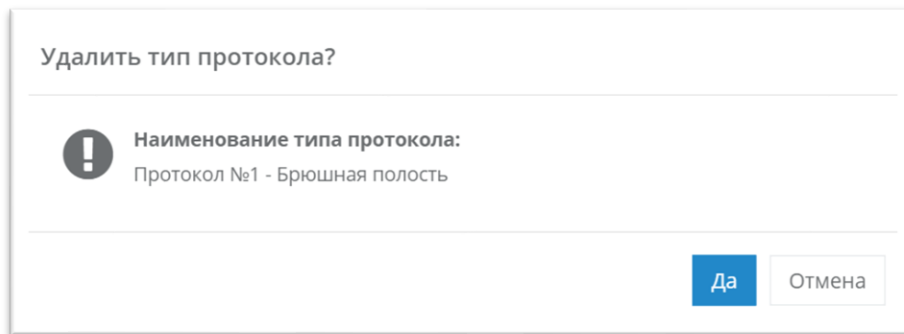 Удалить тип протокола?
Наименование типа протокола:
Протокол №1 - Брюшная полость
Да
Отмена